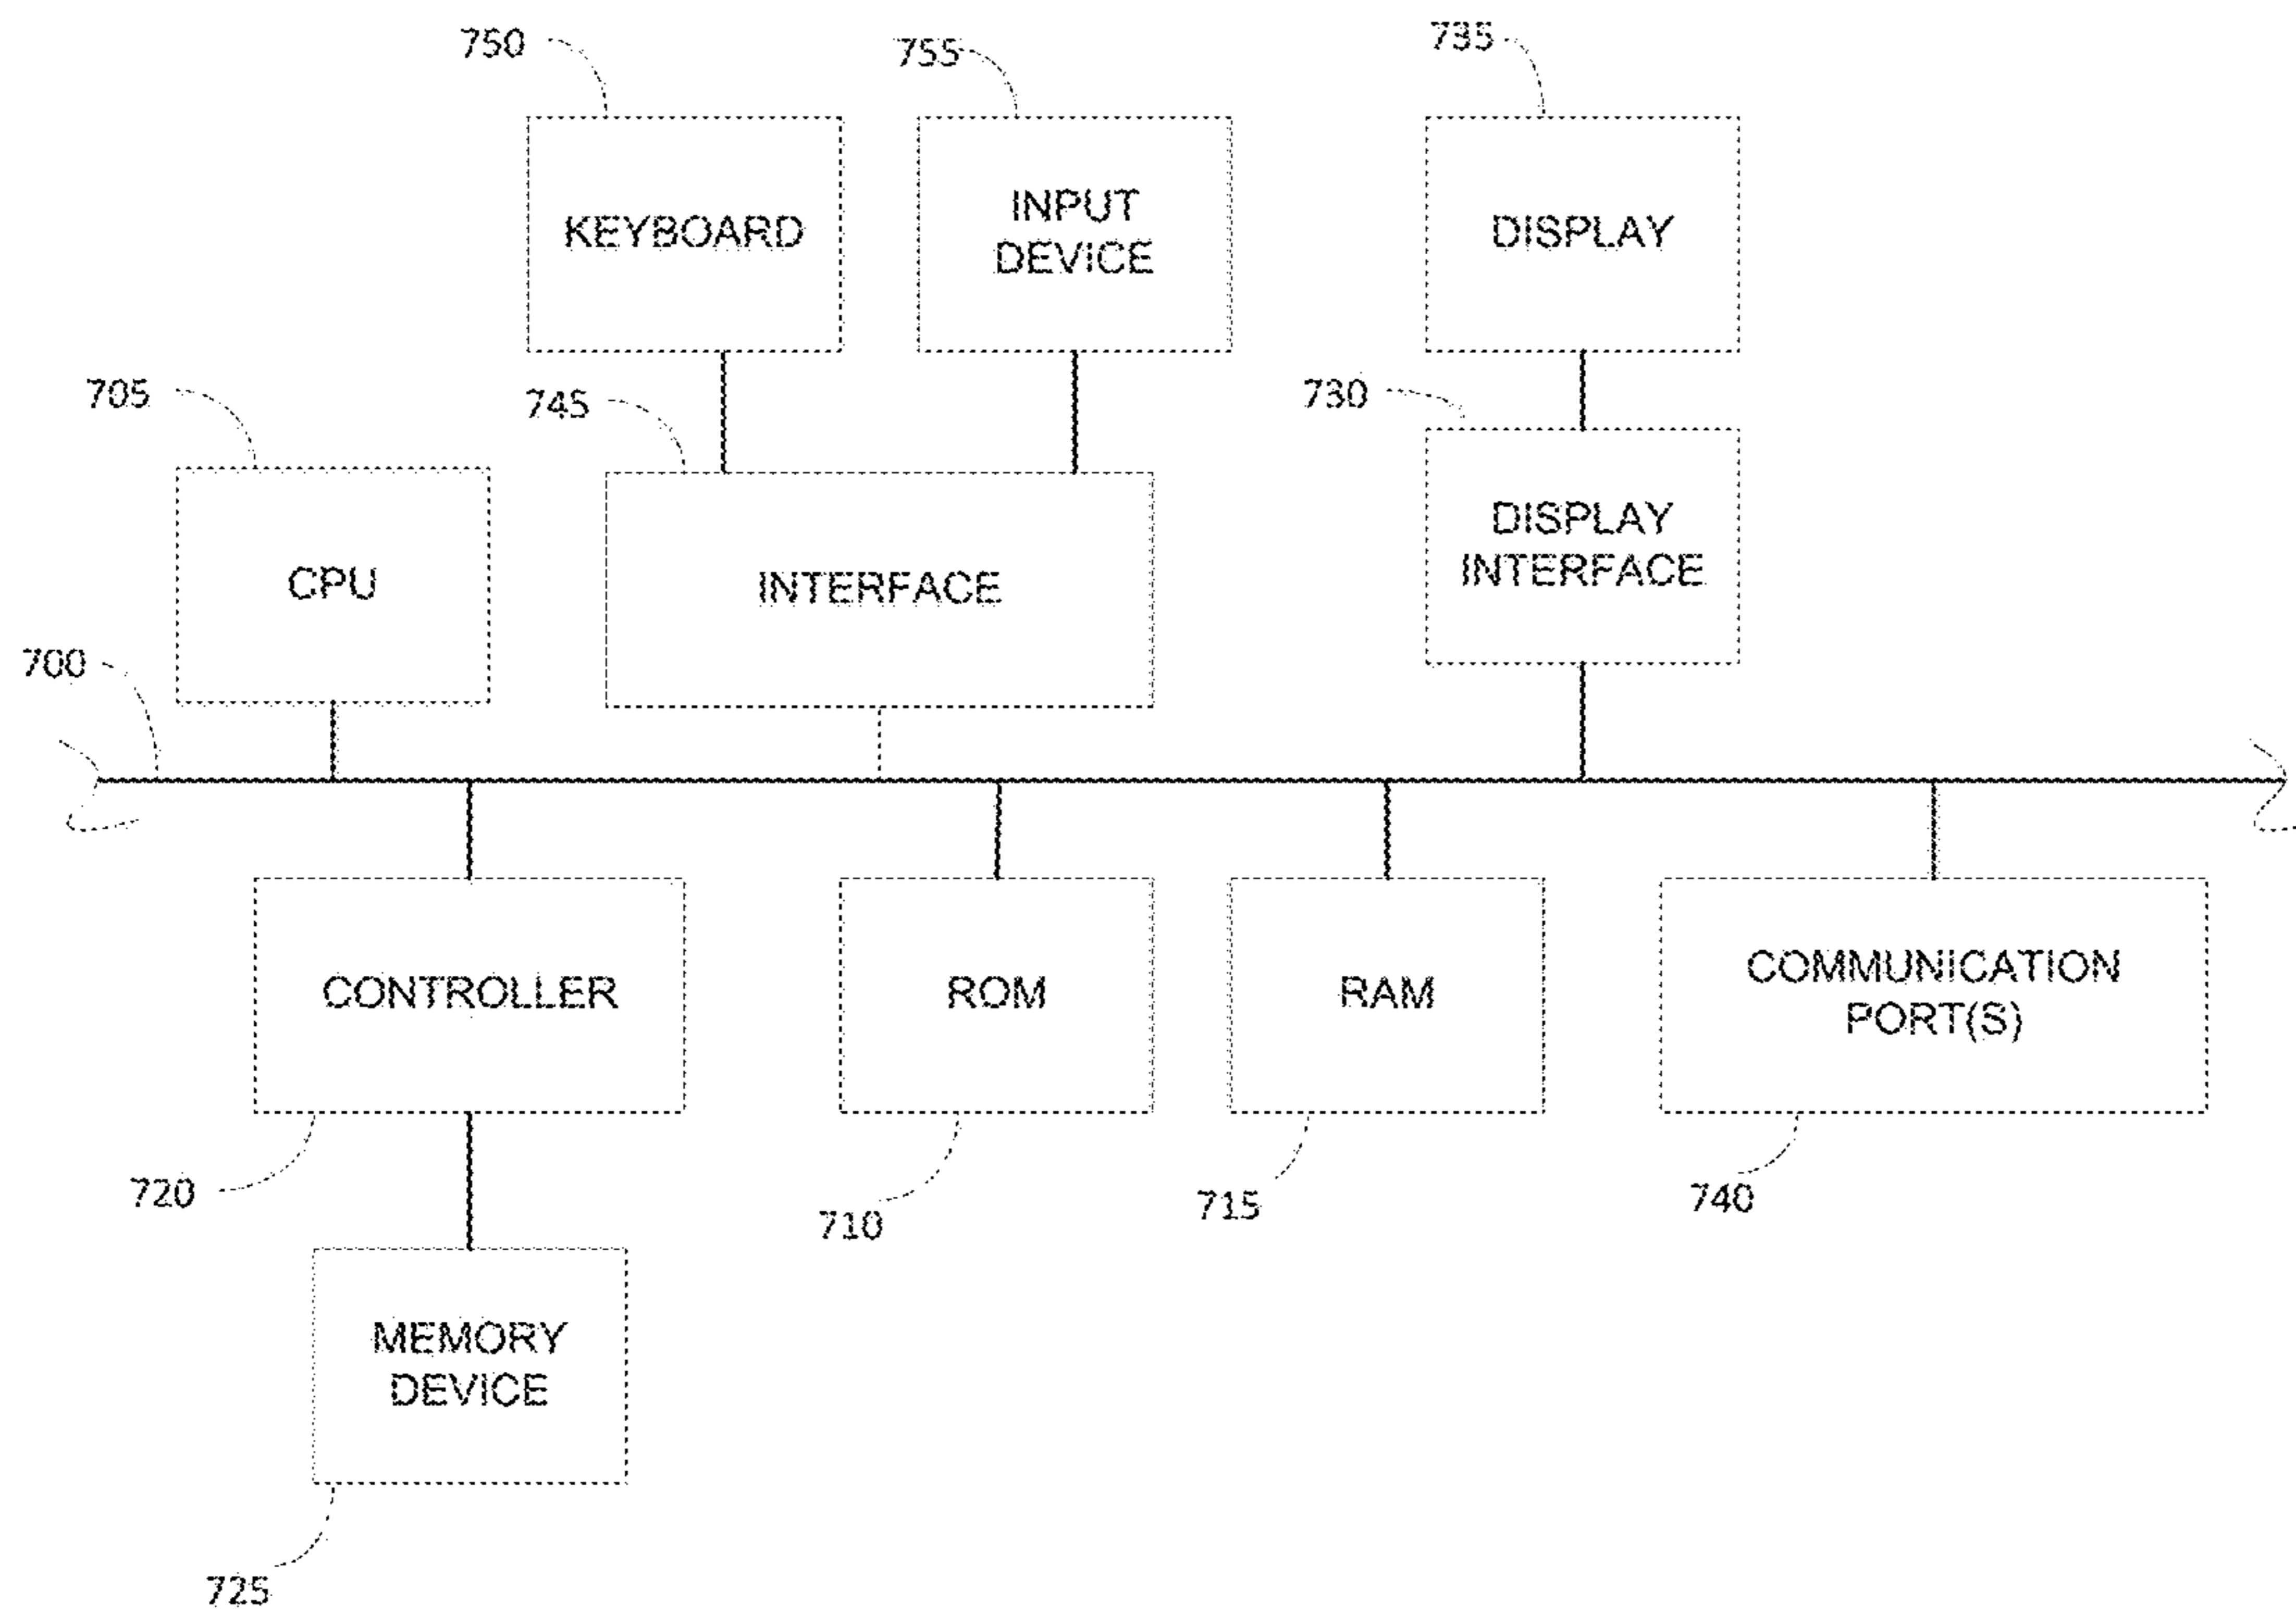 750
755
735
KEYBOARD
INPUT
DEVICE
DISPLAY
705
745
730
CPU
INTERFACE
DISPLAY
INTERFACE
700
CONTROLLER
ROM
RAM
COMMUNICATION
PORT(S)
720
710
715
740
MEMORY
DEVICE
725